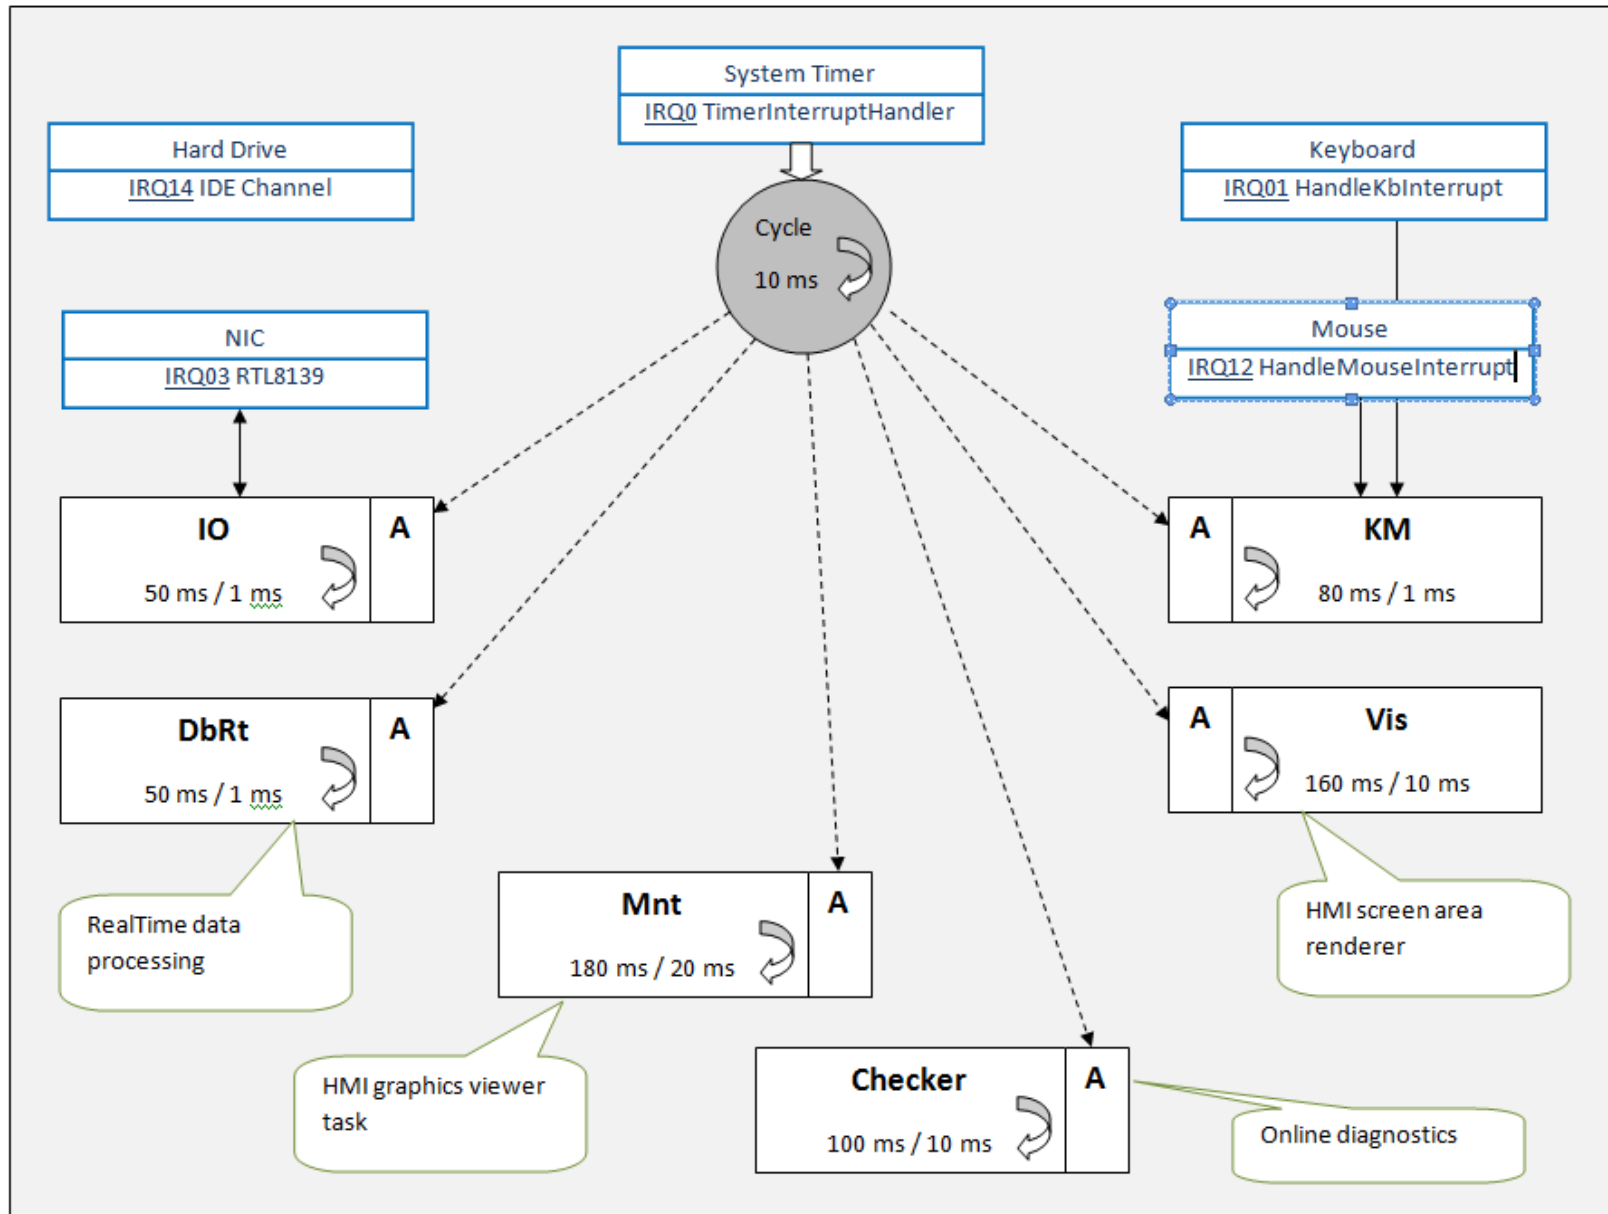 System Timer
IRQ0 TimerInterruptHandler
Hard Drive
IRQ14 IDE Channel
Keyboard
IRQ01 HandleKbInterrupt
Cycle
10 ms
NIC
IRQ03 RTL8139
Mouse
IRQ12 HandleMouseInterrupt
IO
A
50 ms / 1 ms
A
KM
80 ms / 1 ms
DbRt
A
50 ms / 1 ms
A
Vis
160 ms / 10 ms
RealTime data
processing
Mnt
A
180 ms / 20 ms
HMI screen area
renderer
HMI graphics viewer
task
Checker
A
100 ms / 10 ms
Online diagnostics